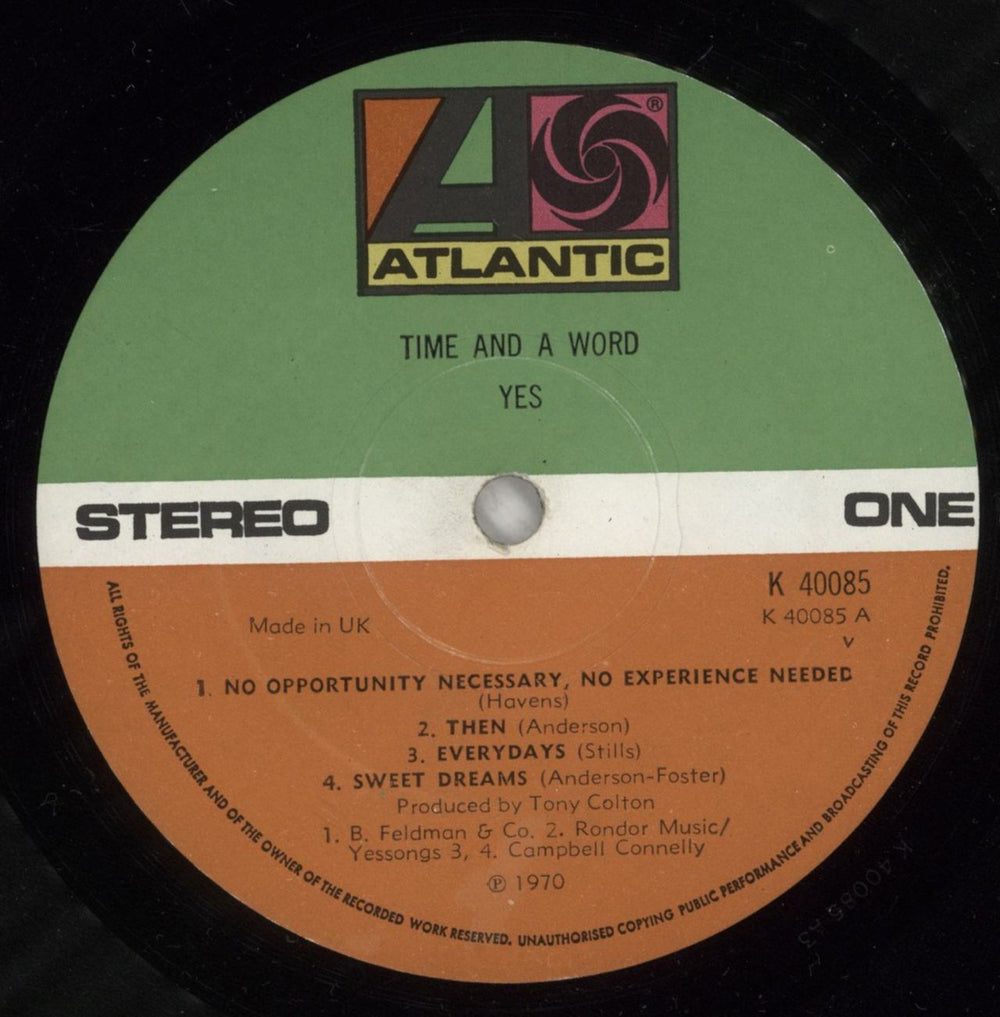 ®
ATLANTIC
TIME AND A WORD
YES
STEREO
ONE
K 40085
K 40085 A
Made in UK
V
1. NO OPPORTUNITY NECESSARY, NO EXPERIENCE NEEDED
(Havens)
2. THEN (Anderson)
3. EVERYDAYS (Stills)
4. SWEET DREAMS (Anderson-Foster)
Produced by Tony Colton
1. B. Feldman & Co. 2. Rondor Music/
Yessongs 3, 4. Campbell Connelly
℗ 1970
ALL RIGHTS OF THE MANUFACTURER AND OF THE OWNER OF THE RECORDED WORK RESERVED. UNAUTHORISED COPYING PUBLIC PERFORMANCE AND BROADCASTING OF THIS RECORD PROHIBITED.
K 40085 A3